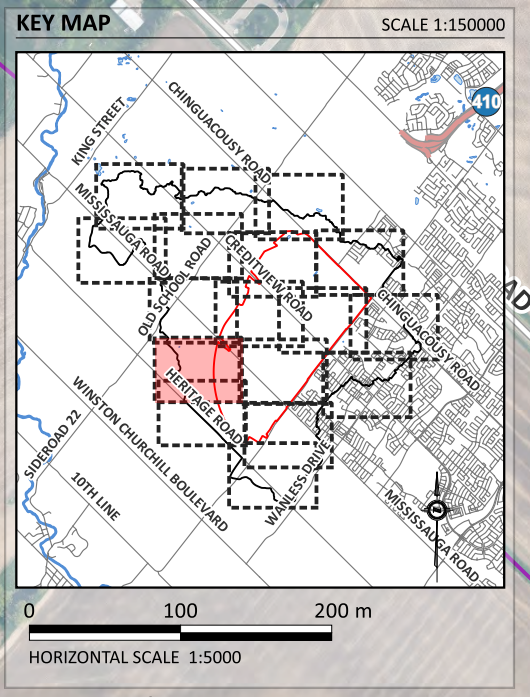 KEY MAP
SCALE 1:150000
CHINGUACOUSY ROAD
410
KING STREET
MISSISSAUGA ROAD
CREDITVIEW ROAD
OLD SCHOOL ROAD
AD
CHINGUACOUSY ROAD
HERITAGE ROAD
WINSTON CHURCHILL BOULEVARD
SIDEROAD 22
10TH LINE
WANLESS DRIVE
MISSISSAUGA ROAD
0 100 200 m
HORIZONTAL SCALE 1:5000